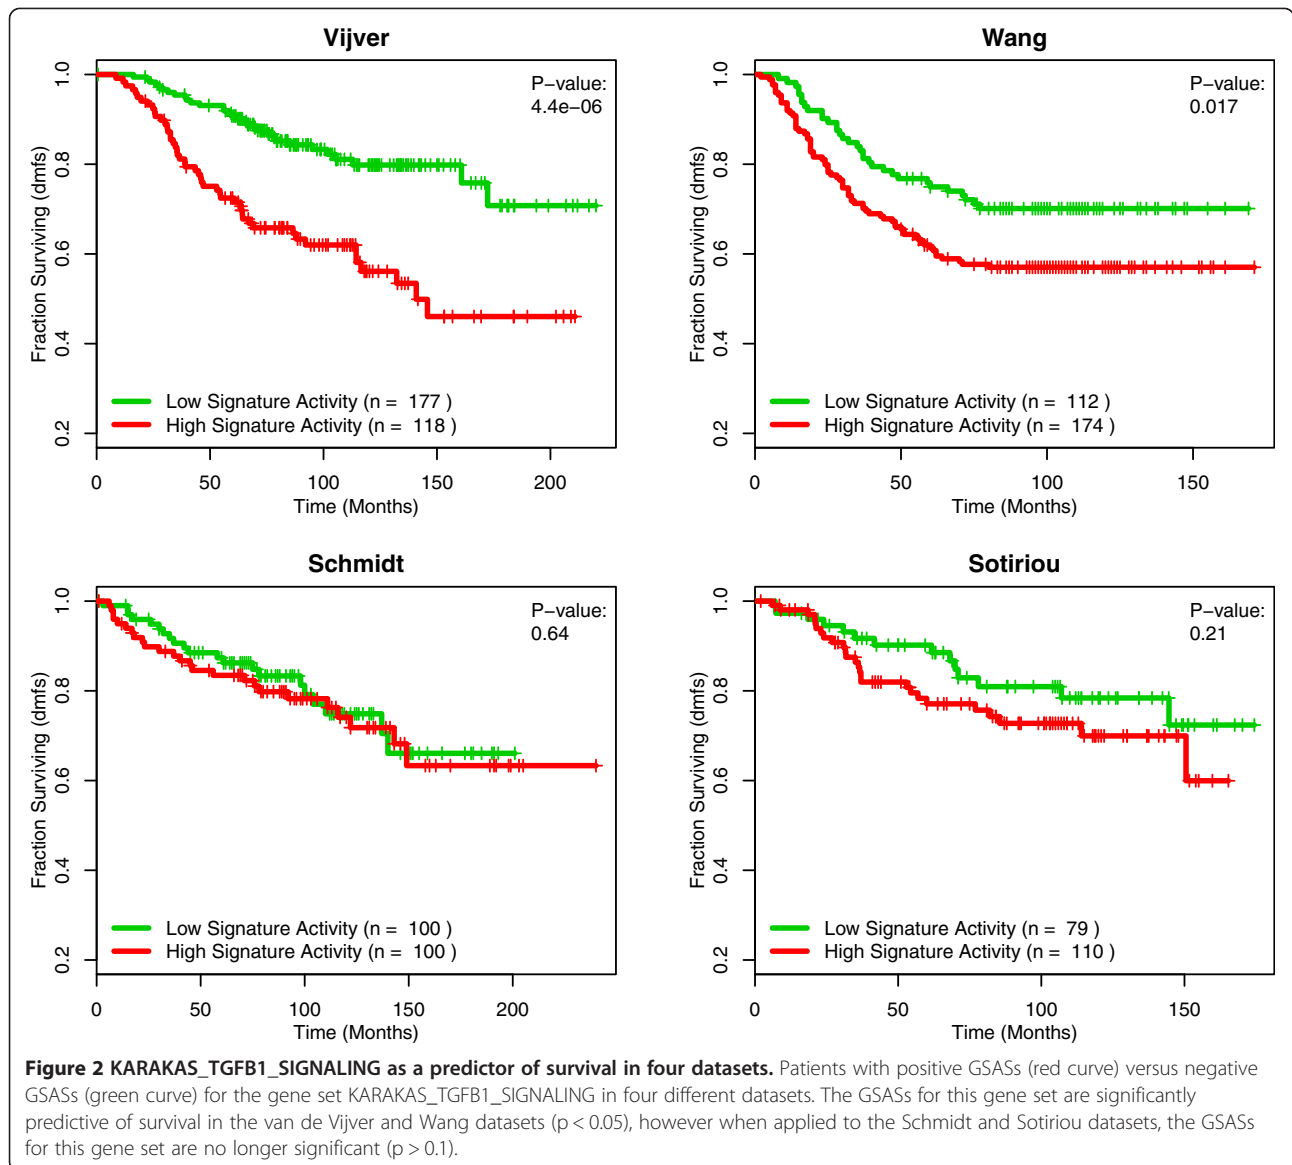 Vijver
P-value:
4.4e-06
Fraction Surviving (dmfs)
1.0
0.8
0.6
0.4
0.2
Low Signature Activity (n = 177 )
High Signature Activity (n = 118 )
0 50 100 150 200
Time (Months)
Wang
P-value:
0.017
Fraction Surviving (dmfs)
1.0
0.8
0.6
0.4
0.2
Low Signature Activity (n = 112 )
High Signature Activity (n = 174 )
0 50 100 150
Time (Months)
Schmidt
P-value:
0.64
Fraction Surviving (dmfs)
1.0
0.8
0.6
0.4
0.2
Low Signature Activity (n = 100 )
High Signature Activity (n = 100 )
0 50 100 150 200
Time (Months)
Sotiriou
P-value:
0.21
Fraction Surviving (dmfs)
1.0
0.8
0.6
0.4
0.2
Low Signature Activity (n = 79 )
High Signature Activity (n = 110 )
0 50 100 150
Time (Months)
Figure 2 KARAKAS_TGFB1_SIGNALING as a predictor of survival in four datasets. Patients with positive GSASs (red curve) versus negative
GSASs (green curve) for the gene set KARAKAS_TGFB1_SIGNALING in four different datasets. The GSASs for this gene set are significantly
predictive of survival in the van de Vijver and Wang datasets (p < 0.05), however when applied to the Schmidt and Sotiriou datasets, the GSASs
for this gene set are no longer significant (p > 0.1).